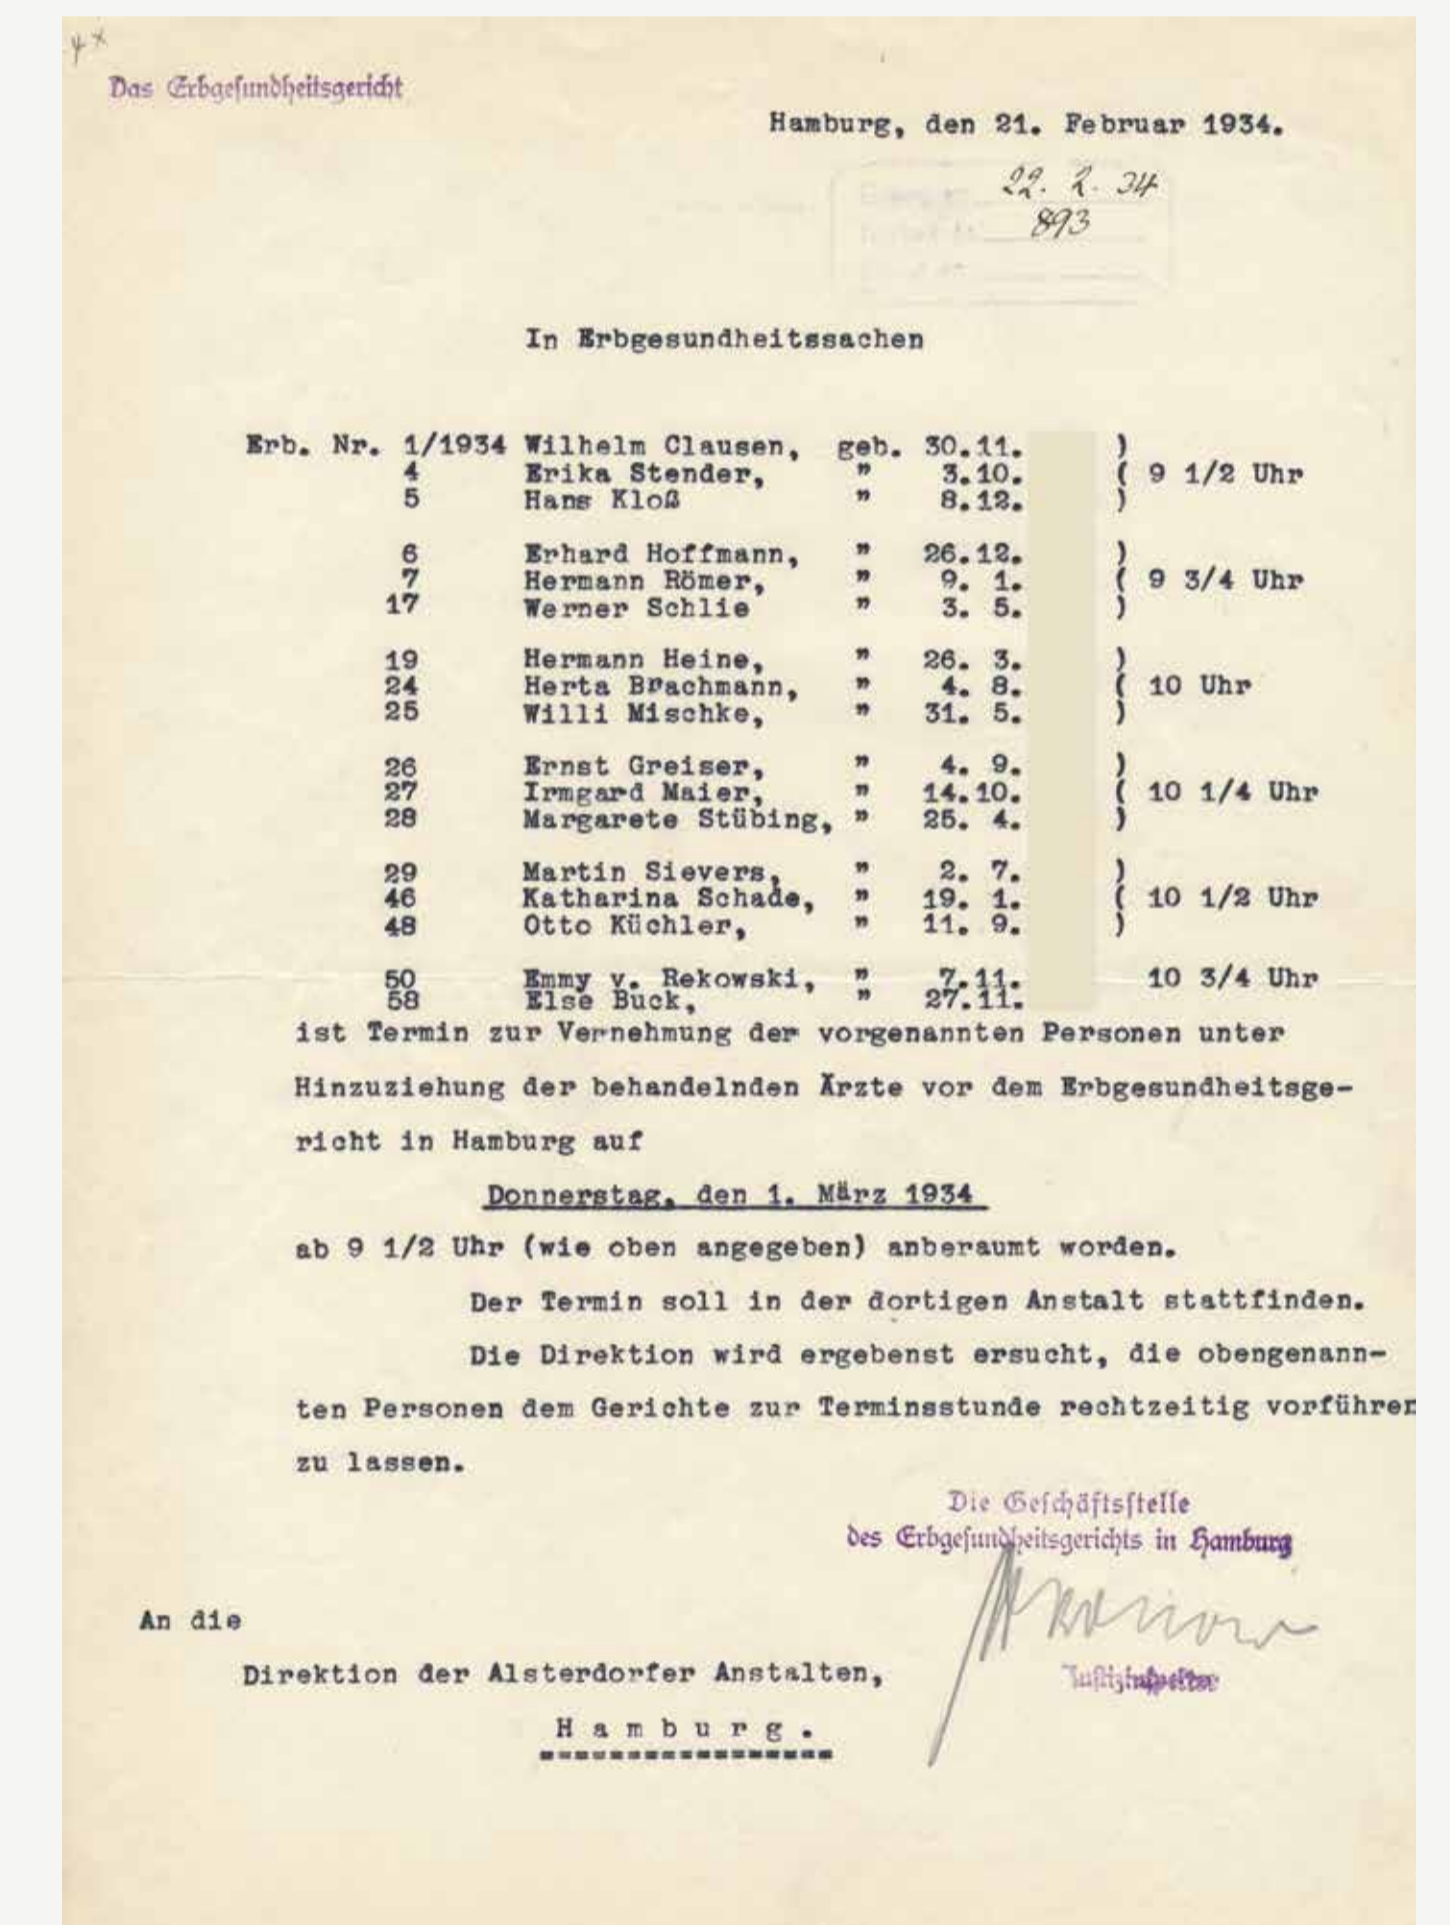 Das Erbgesundheitsgericht
Hamburg, den 21. Februar 1934.
22. 2. 34
893
In Erbgesundheitssachen
Erb. Nr. 1/1934 Wilhelm Clausen, geb. 30.11. ) 
4 Erika Stender, " 3.10. ( 9 1/2 Uhr
5 Hans Kloß " 8.12. )
6 Erhard Hoffmann, " 26.12. )
7 Hermann Römer, " 9. 1. ( 9 3/4 Uhr
17 Werner Schlie " 3. 5. )
19 Hermann Heine, " 26. 3. )
24 Herta Brachmann, " 4. 8. ( 10 Uhr
25 Willi Mischke, " 31. 5. )
26 Ernst Greiser, " 4. 9. )
27 Irmgard Maier, " 14.10. ( 10 1/4 Uhr
28 Margarete Stübing, " 25. 4. )
29 Martin Sievers, " 2. 7. )
46 Katharina Schade, " 19. 1. ( 10 1/2 Uhr
48 Otto Küchler, " 11. 9. )
50 Emmy v. Rekowski, " 7.11. 10 3/4 Uhr
58 Else Buck, " 27.11.
ist Termin zur Vernehmung der vorgenannten Personen unter
Hinzuziehung der behandelnden Ärzte vor dem Erbgesundheitsge-
richt in Hamburg auf
Donnerstag, den 1. März 1934
ab 9 1/2 Uhr (wie oben angegeben) anberaumt worden.
Der Termin soll in der dortigen Anstalt stattfinden.
Die Direktion wird ergebenst ersucht, die obengenann-
ten Personen dem Gerichte zur Terminsstunde rechtzeitig vorführen
zu lassen.
Die Geschäftsstelle
des Erbgesundheitsgerichts in Hamburg
Justizinspektor
An die
Direktion der Alsterdorfer Anstalten,
Hamburg.